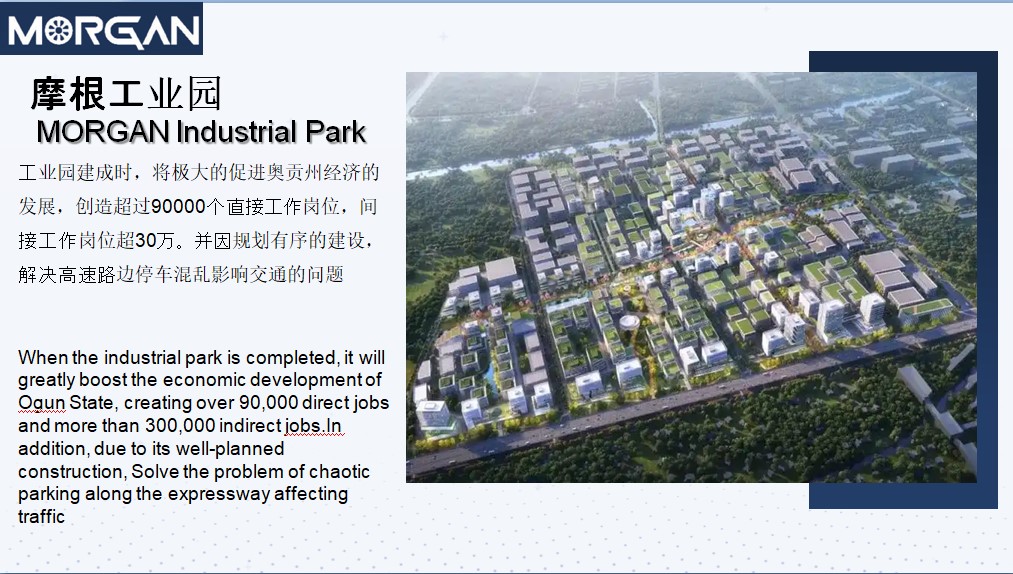 MORGAN
摩根工业园
MORGAN Industrial Park
工业园建成时，将极大的促进奥贡州经济的
发展，创造超过90000个直接工作岗位，间
接工作岗位超30万。并因规划有序的建设，
解决高速路边停车混乱影响交通的问题
When the industrial park is completed, it will
greatly boost the economic development of
Ogun State, creating over 90,000 direct jobs
and more than 300,000 indirect jobs.In
addition, due to its well-planned
construction, Solve the problem of chaotic
parking along the expressway affecting
traffic